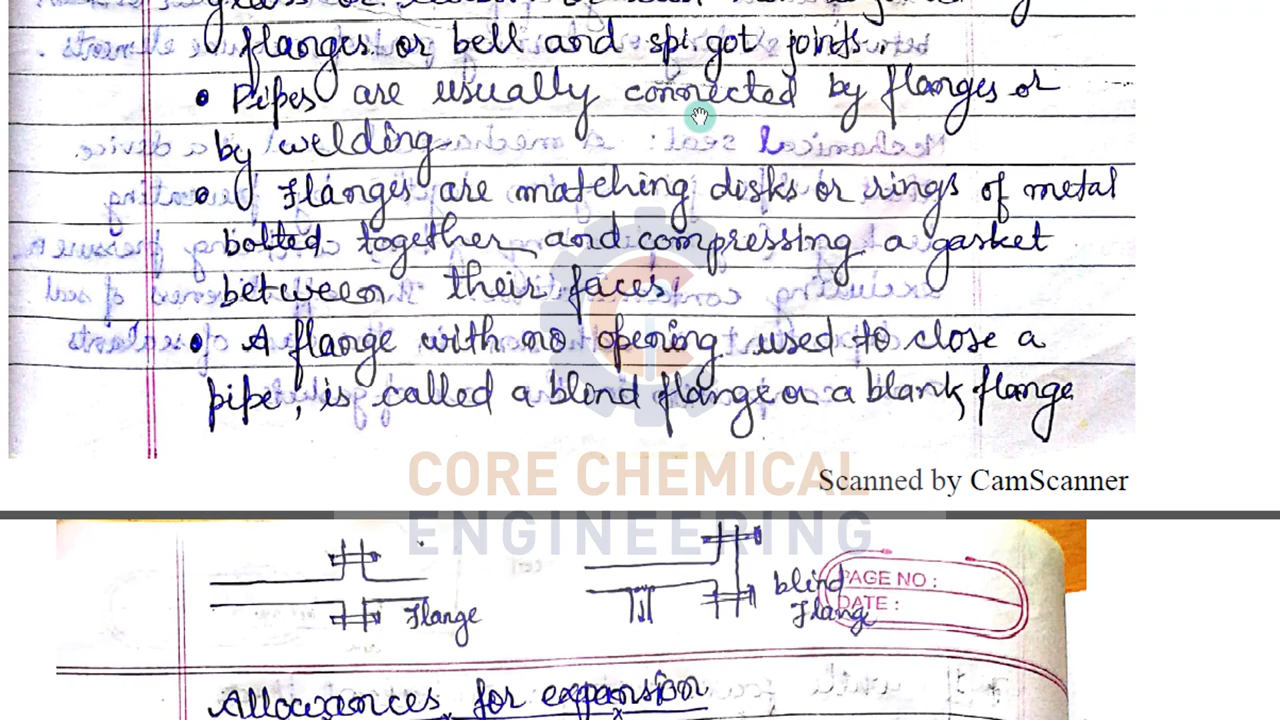 flanges or bell and spigot joints.
• Pipes are usually connected by flanges or
by welding
• Flanges are matching disks or rings of metal
bolted together and compressing a gasket
between their faces.
• A flange with no opening used to close a
pipe, is called a blind flange or a blank flange
CORE CHEMICAL
Scanned by CamScanner
ENGINEERING
Flange
blind
Flang
PAGE NO :
DATE :
Allowances for expansion